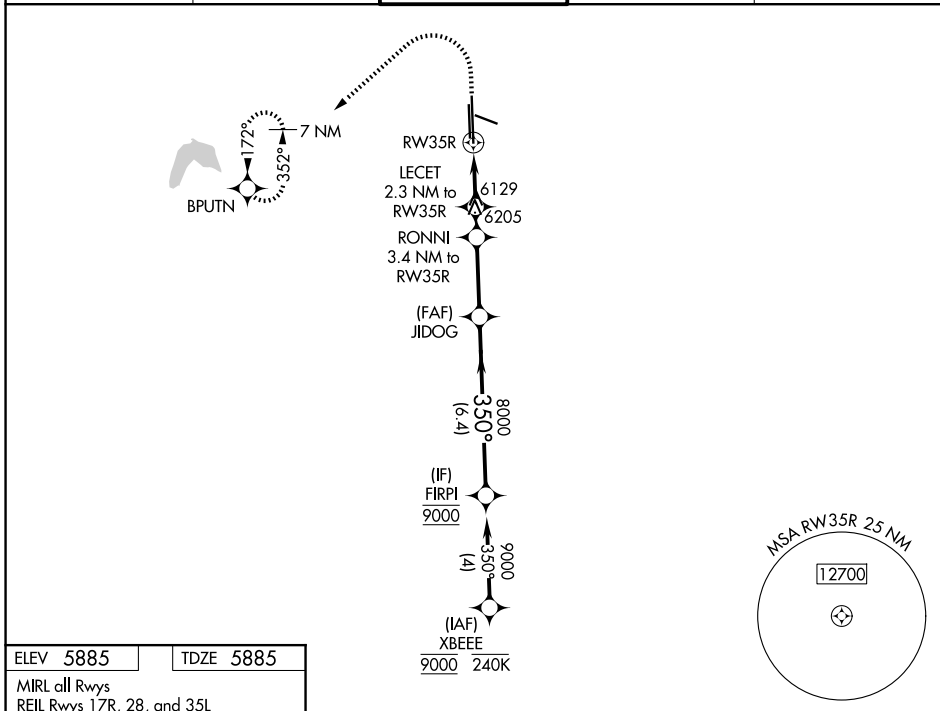 172°
352°
7 NM
BPUTN
RW35R
LECET
2.3 NM to
RW35R
6129
6205
RONNI
3.4 NM to
RW35R
(FAF)
JIDOG
8000
350°
(6.4)
(IF)
FIRPI
9000
9000
350°
(4)
(IAF)
XBEEE
9000 240K
MSA RW35R 25 NM
12700
ELEV 5885
TDZE 5885
MIRL all Rwys
REIL Rwys 17R, 28, and 35L